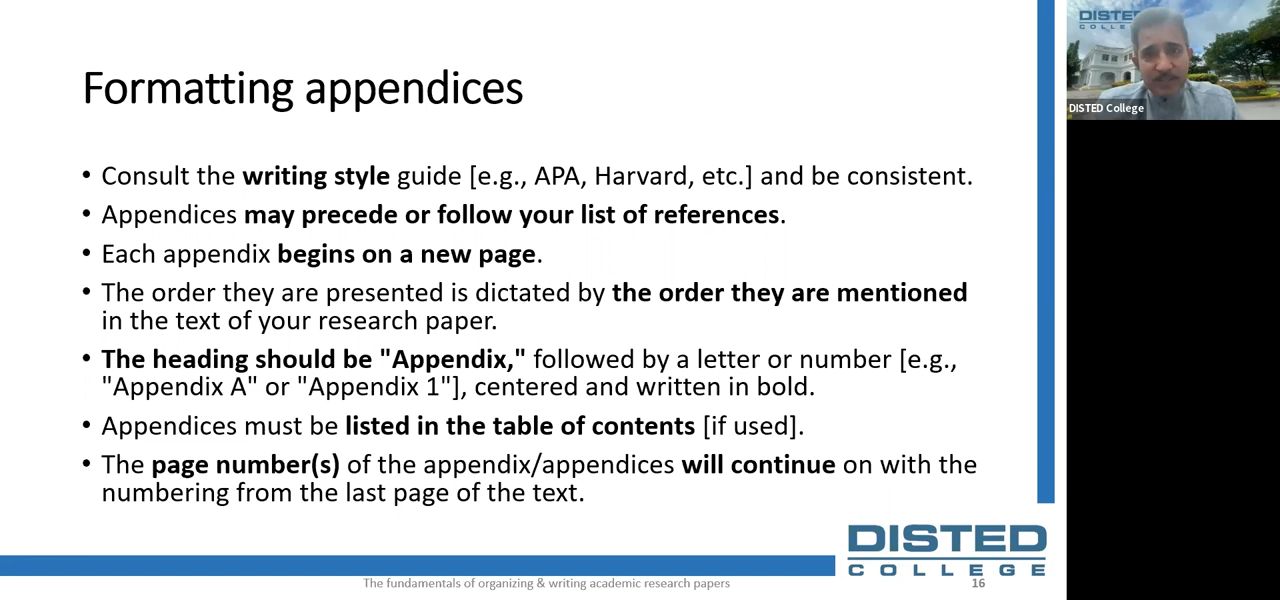 Formatting appendices
• Consult the writing style guide [e.g., APA, Harvard, etc.] and be consistent.
• Appendices may precede or follow your list of references.
• Each appendix begins on a new page.
• The order they are presented is dictated by the order they are mentioned
in the text of your research paper.
• The heading should be "Appendix," followed by a letter or number [e.g.,
"Appendix A" or "Appendix 1"], centered and written in bold.
• Appendices must be listed in the table of contents [if used].
• The page number(s) of the appendix/appendices will continue on with the
numbering from the last page of the text.
DISTED
COLLEGE
The fundamentals of organizing & writing academic research papers
16
DISTED College